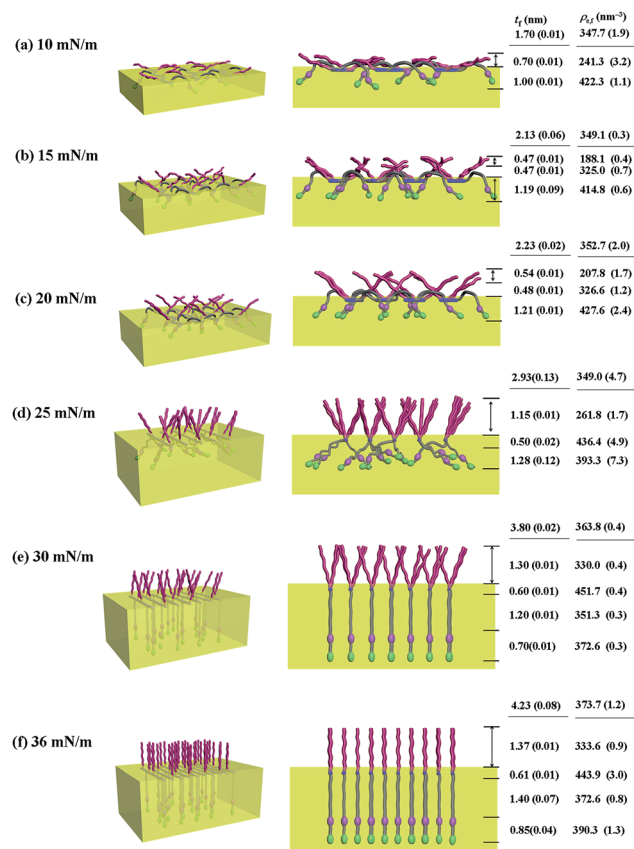 t_f (nm) ρ_e,f (nm⁻³)
(a) 10 mN/m
1.70 (0.01) 347.7 (1.9)
0.70 (0.01) 241.3 (3.2)
1.00 (0.01) 422.3 (1.1)
(b) 15 mN/m
2.13 (0.06) 349.1 (0.3)
0.47 (0.01) 188.1 (0.4)
0.47 (0.01) 325.0 (0.7)
1.19 (0.09) 414.8 (0.6)
(c) 20 mN/m
2.23 (0.02) 352.7 (2.0)
0.54 (0.01) 207.8 (1.7)
0.48 (0.01) 326.6 (1.2)
1.21 (0.01) 427.6 (2.4)
(d) 25 mN/m
2.93(0.13) 349.0 (4.7)
1.15 (0.01) 261.8 (1.7)
0.50 (0.02) 436.4 (4.9)
1.28 (0.12) 393.3 (7.3)
(e) 30 mN/m
3.80 (0.02) 363.8 (0.4)
1.30 (0.01) 330.0 (0.4)
0.60 (0.01) 451.7 (0.4)
1.20 (0.01) 351.3 (0.3)
0.70(0.01) 372.6 (0.3)
(f) 36 mN/m
4.23 (0.08) 373.7 (1.2)
1.37 (0.01) 333.6 (0.9)
0.61 (0.01) 443.9 (3.0)
1.40 (0.07) 372.6 (0.8)
0.85(0.04) 390.3 (1.3)